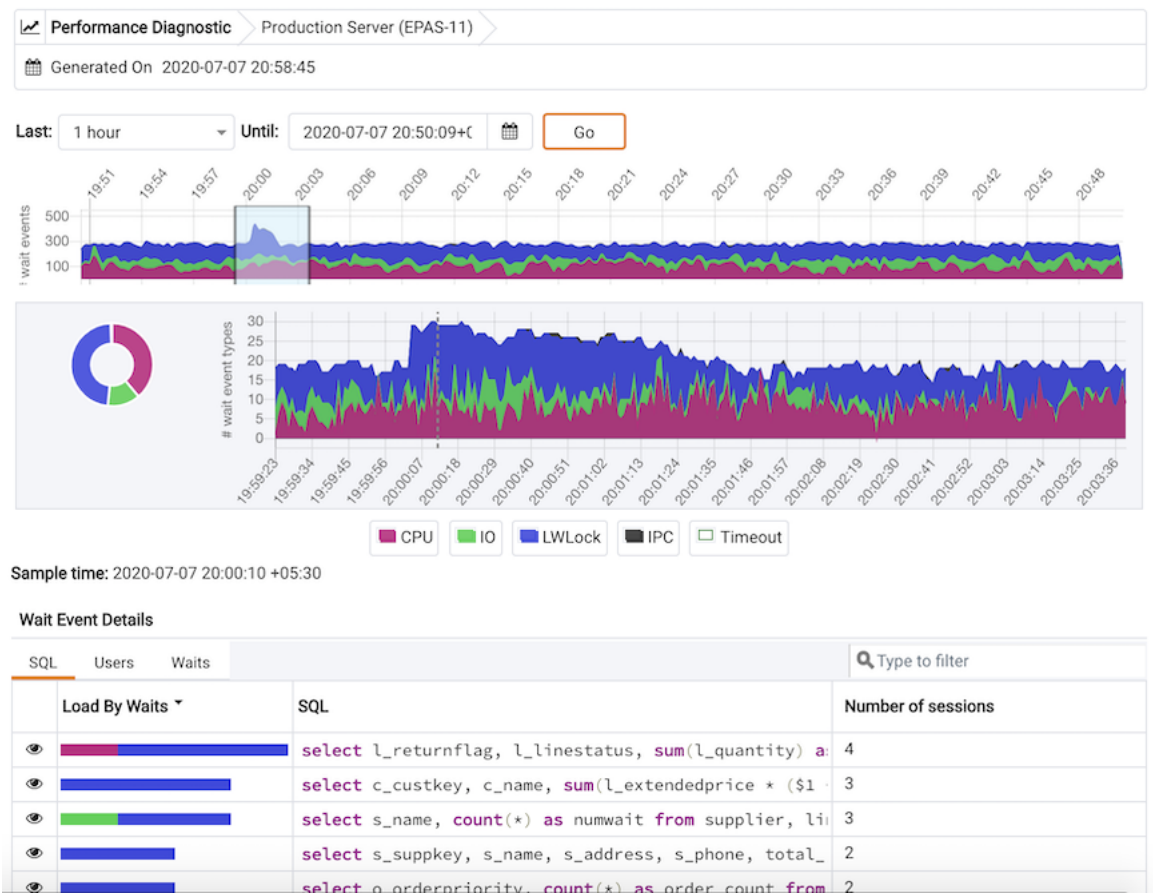 Performance Diagnostic Production Server (EPAS-11)
Generated On 2020-07-07 20:58:45
Last: 1 hour Until: 2020-07-07 20:50:09+0 Go
19:51 19:54 19:57 20:00 20:03 20:06 20:09 20:12 20:15 20:18 20:21 20:24 20:27 20:30 20:33 20:36 20:39 20:42 20:45 20:48
wait events
500
300
100
# wait event types
30
25
20
15
10
5
0
19:59:23 19:59:34 19:59:45 19:59:56 20:00:07 20:00:18 20:00:29 20:00:40 20:00:51 20:01:02 20:01:13 20:01:24 20:01:35 20:01:46 20:01:57 20:02:08 20:02:19 20:02:30 20:02:41 20:02:52 20:03:03 20:03:14 20:03:25 20:03:36
CPU IO LWLock IPC Timeout
Sample time: 2020-07-07 20:00:10 +05:30
Wait Event Details
SQL Users Waits Type to filter
Load By Waits SQL Number of sessions
select l_returnflag, l_linestatus, sum(l_quantity) a 4
select c_custkey, c_name, sum(l_extendedprice * ($1 3
select s_name, count(*) as numwait from supplier, li 3
select s_suppkey, s_name, s_address, s_phone, total_ 2
select o_orderpriority, count(*) as order_count from 2